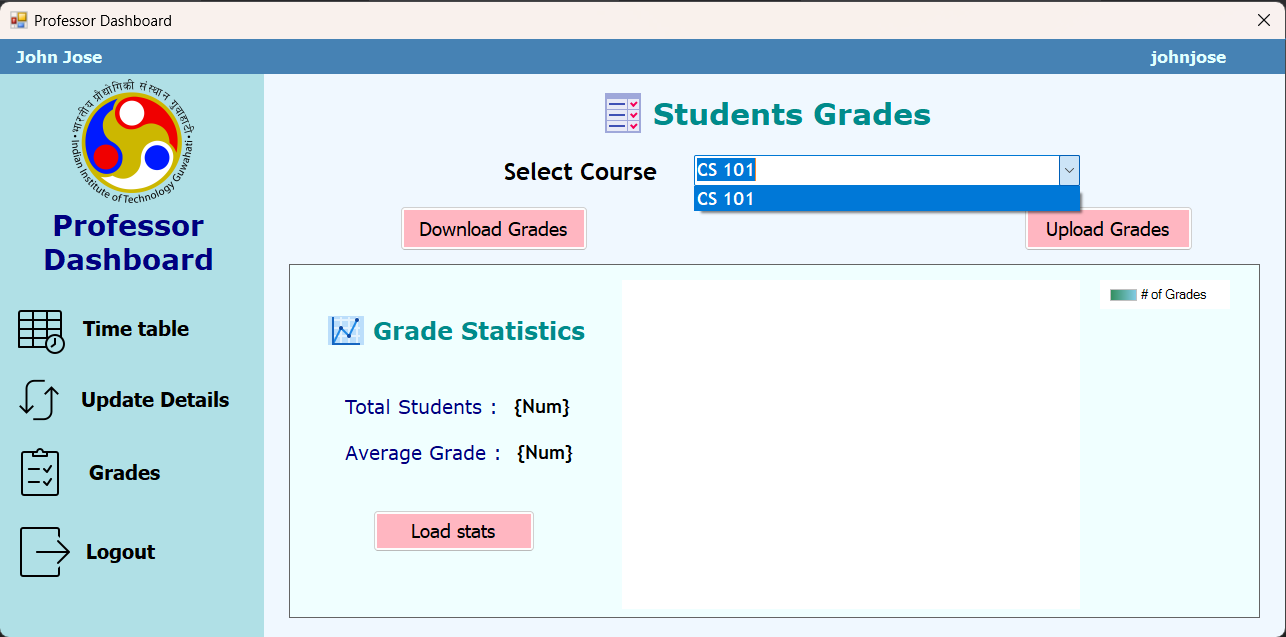 Professor Dashboard
John Jose
johnjose
भारतीय प्रौद्योगिकी संस्थान गुवाहाटी
Indian Institute of Technology Guwahati
Professor
Dashboard
Time table
Update Details
Grades
Logout
Students Grades
Select Course
CS 101
CS 101
Download Grades
Upload Grades
Grade Statistics
Total Students : {Num}
Average Grade : {Num}
Load stats
# of Grades